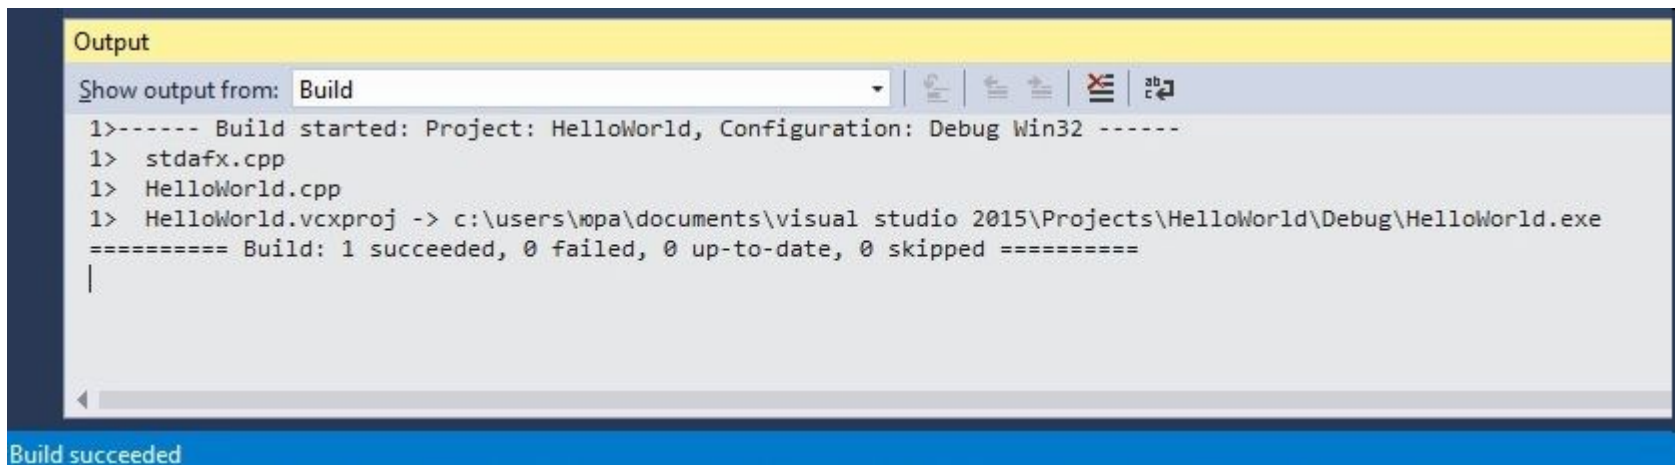 Output
Show output from: Build
1>------ Build started: Project: HelloWorld, Configuration: Debug Win32 ------
1>  stdafx.cpp
1>  HelloWorld.cpp
1>  HelloWorld.vcxproj -> c:\users\юра\documents\visual studio 2015\Projects\HelloWorld\Debug\HelloWorld.exe
========== Build: 1 succeeded, 0 failed, 0 up-to-date, 0 skipped ==========
Build succeeded